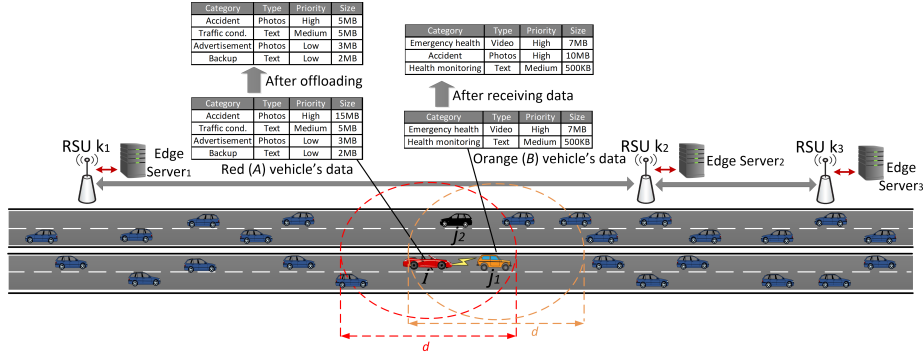 Category Type Priority Size
Accident Photos High 5MB
Traffic cond. Text Medium 5MB
Advertisement Photos Low 3MB
Backup Text Low 2MB
After offloading
Category Type Priority Size
Accident Photos High 15MB
Traffic cond. Text Medium 5MB
Advertisement Photos Low 3MB
Backup Text Low 2MB
Red (A) vehicle's data
Category Type Priority Size
Emergency health Video High 7MB
Accident Photos High 10MB
Health monitoring Text Medium 500KB
After receiving data
Category Type Priority Size
Emergency health Video High 7MB
Health monitoring Text Medium 500KB
Orange (B) vehicle's data
RSU k1
Edge
Server1
RSU k2
Edge Server2
RSU k3
Edge
Server3
j2
i
j1
d
d